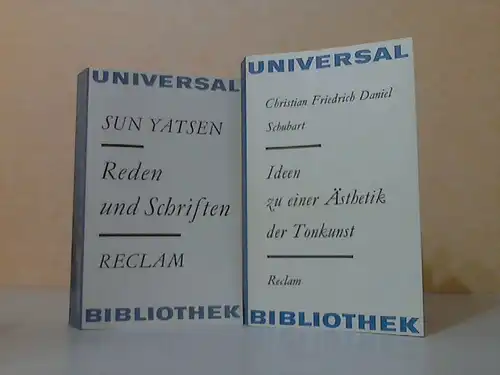 UNIVERSAL
SUN YATSEN
Reden
und Schriften
RECLAM
BIBLIOTHEK
UNIVERSAL
Christian Friedrich Daniel
Schubart
Ideen
zu einer Ästhetik
der Tonkunst
Reclam
BIBLIOTHEK